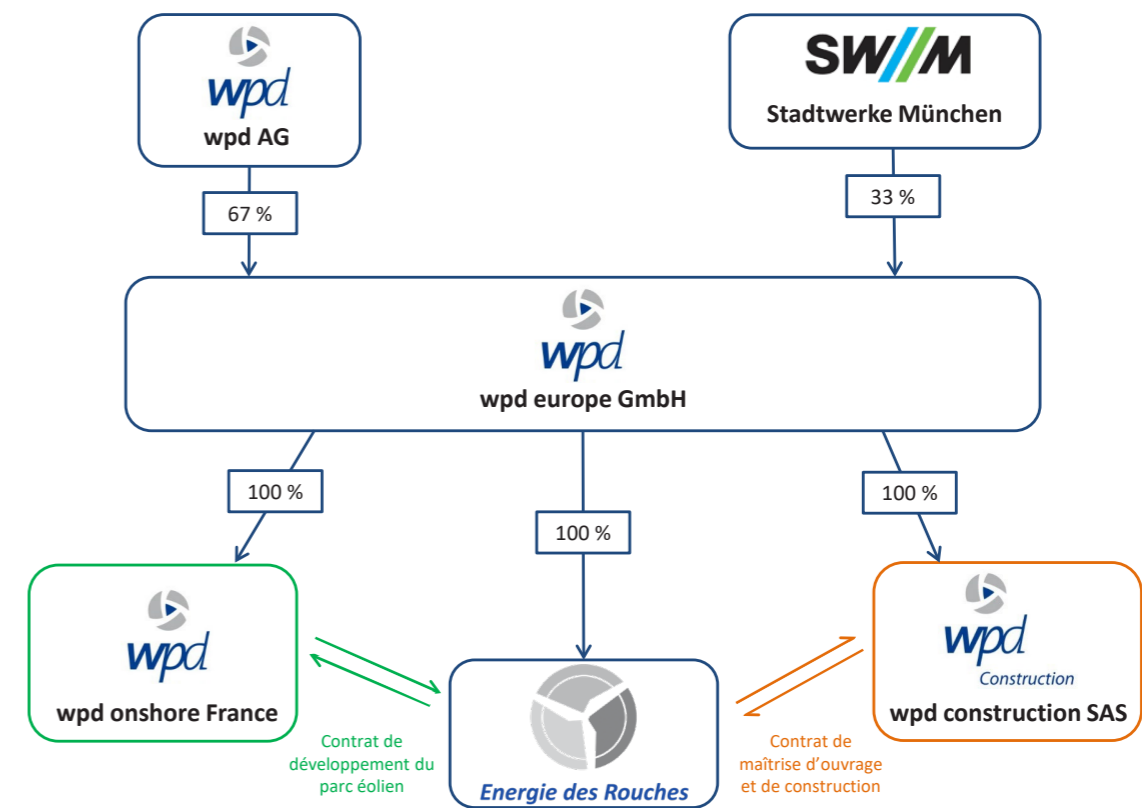 wpd
wpd AG
SW//M
Stadtwerke München
67 %
33 %
wpd
wpd europe GmbH
100 %
100 %
100 %
wpd
wpd onshore France
wpd
Construction
wpd construction SAS
Contrat de
développement du
parc éolien
Energie des Rouches
Contrat de
maîtrise d’ouvrage
et de construction